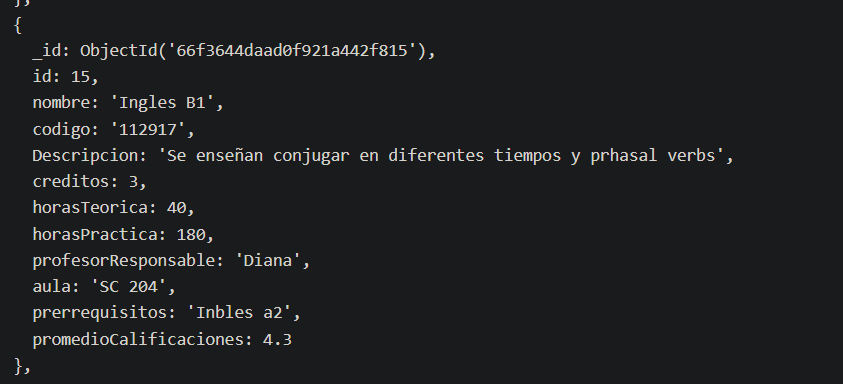 },
{
_id: ObjectId('66f3644daad0f921a442f815'),
id: 15,
nombre: 'Ingles B1',
codigo: '112917',
Descripcion: 'Se enseñan conjugar en diferentes tiempos y prhasal verbs',
creditos: 3,
horasTeorica: 40,
horasPractica: 180,
profesorResponsable: 'Diana',
aula: 'SC 204',
prerrequisitos: 'Inbles a2',
promedioCalificaciones: 4.3
},